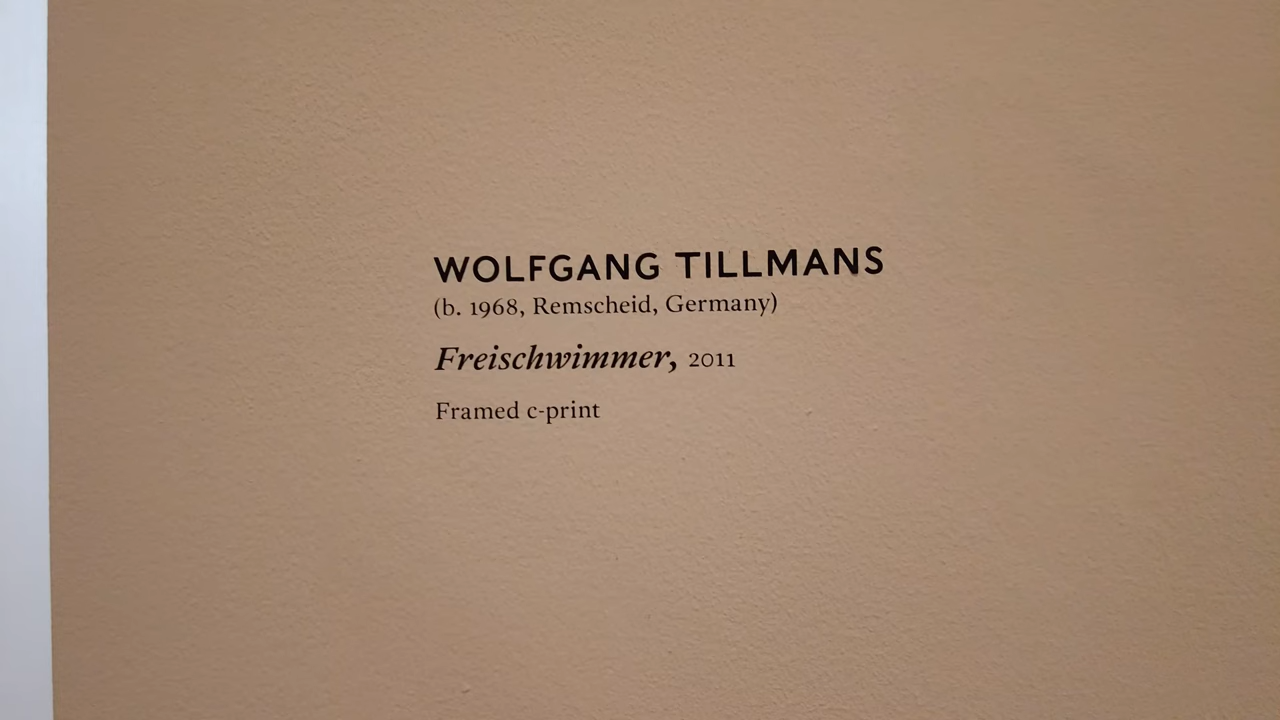 WOLFGANG TILLMANS
(b. 1968, Remscheid, Germany)
Freischwimmer, 2011
Framed c-print